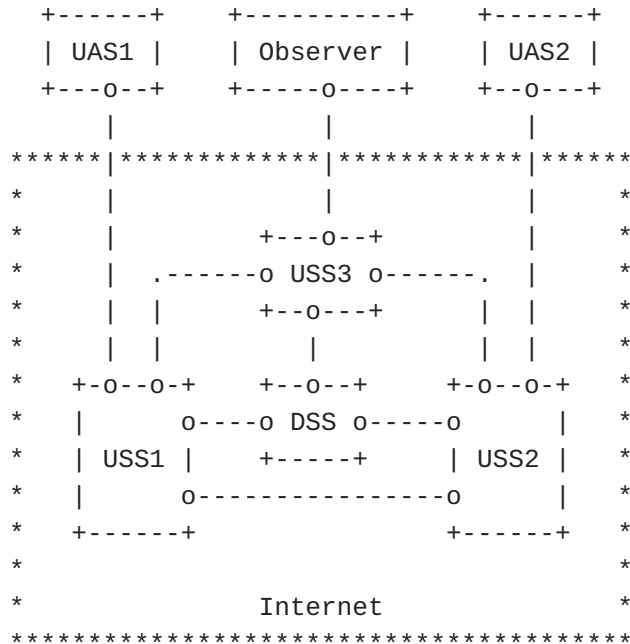 UAS1 Observer UAS2
USS3
DSS
USS1 USS2
Internet